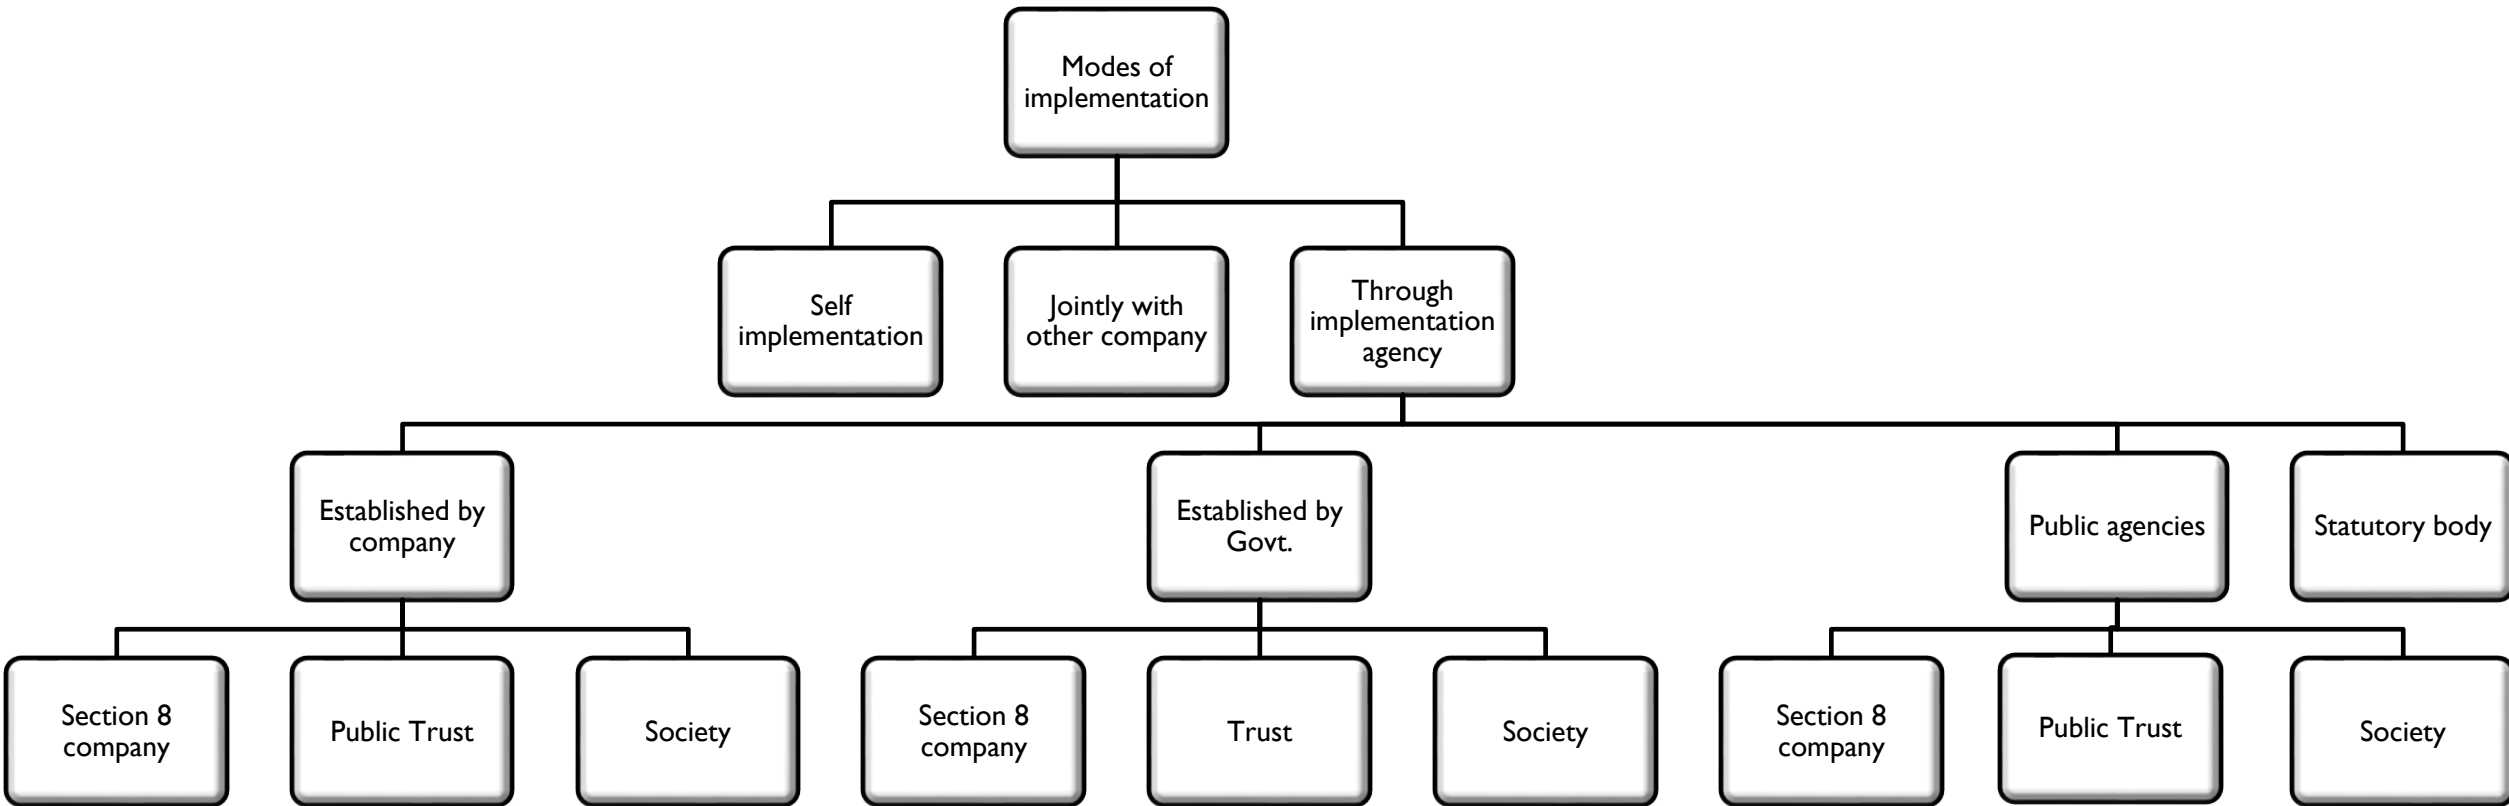 Modes of
implementation
Self
implementation
Jointly with
other company
Through
implementation
agency
Established by
company
Established by
Govt.
Public agencies
Statutory body
Section 8
company
Public Trust
Society
Section 8
company
Trust
Society
Section 8
company
Public Trust
Society